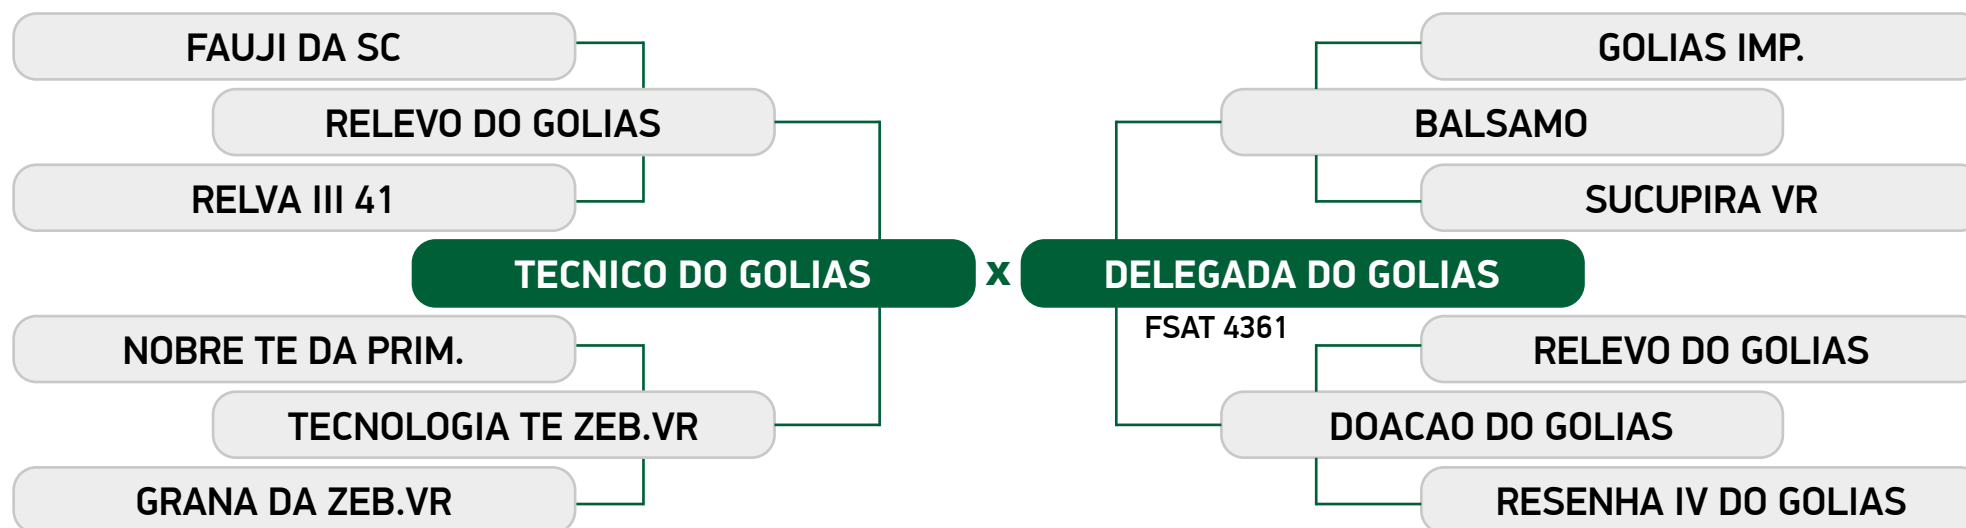 FAUJI DA SC
GOLIAS IMP.
RELEVO DO GOLIAS
BALSAMO
RELVA III 41
SUCUPIRA VR
TECNICO DO GOLIAS x DELEGADA DO GOLIAS
FSAT 4361
NOBRE TE DA PRIM.
RELEVO DO GOLIAS
TECNOLOGIA TE ZEB.VR
DOACAO DO GOLIAS
GRANA DA ZEB.VR
RESENHA IV DO GOLIAS